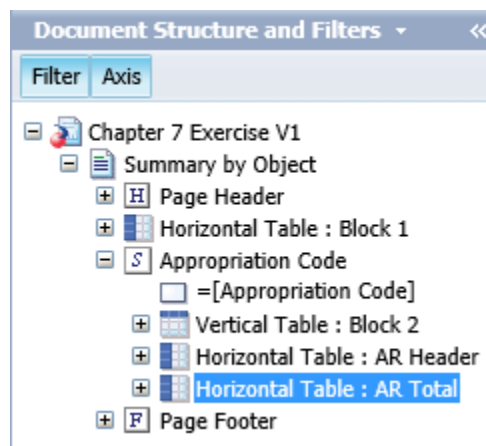 Document Structure and Filters
Filter Axis
Chapter 7 Exercise V1
Summary by Object
H Page Header
Horizontal Table : Block 1
S Appropriation Code
=[Appropriation Code]
Vertical Table : Block 2
Horizontal Table : AR Header
Horizontal Table : AR Total
F Page Footer